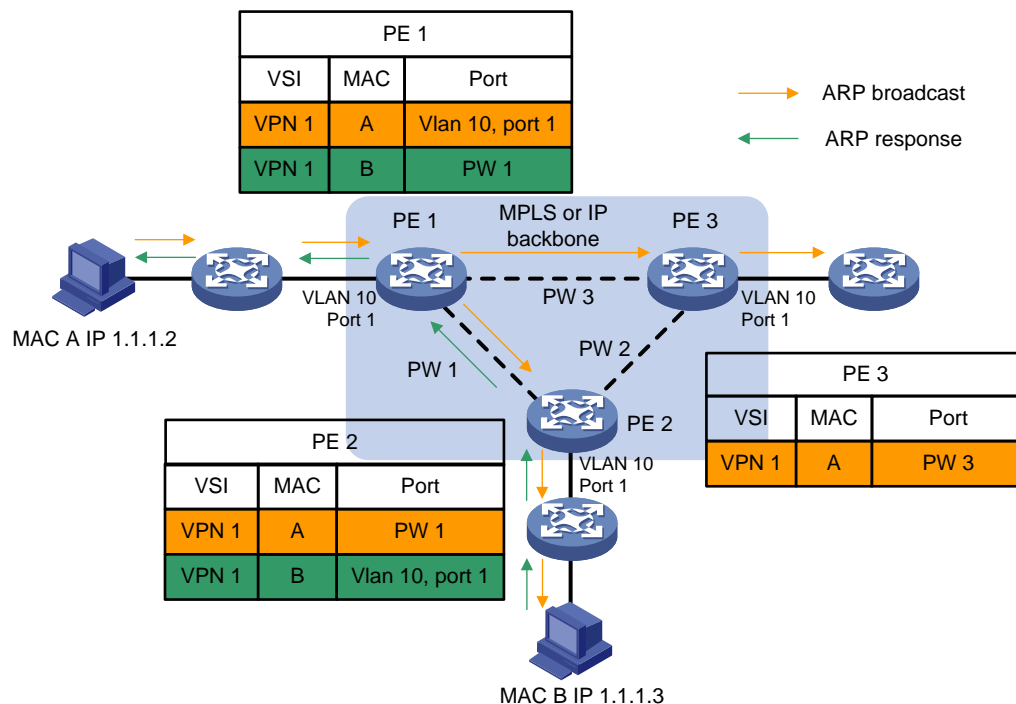 PE 1
VSI MAC Port
VPN 1 A Vlan 10, port 1
VPN 1 B PW 1
ARP broadcast
ARP response
PE 1
MPLS or IP
backbone
PE 3
VLAN 10
Port 1
PW 3
VLAN 10
Port 1
MAC A IP 1.1.1.2
PW 1
PW 2
PE 3
VSI MAC Port
VPN 1 A PW 3
PE 2
PE 2
VSI MAC Port
VPN 1 A PW 1
VPN 1 B Vlan 10, port 1
VLAN 10
Port 1
MAC B IP 1.1.1.3